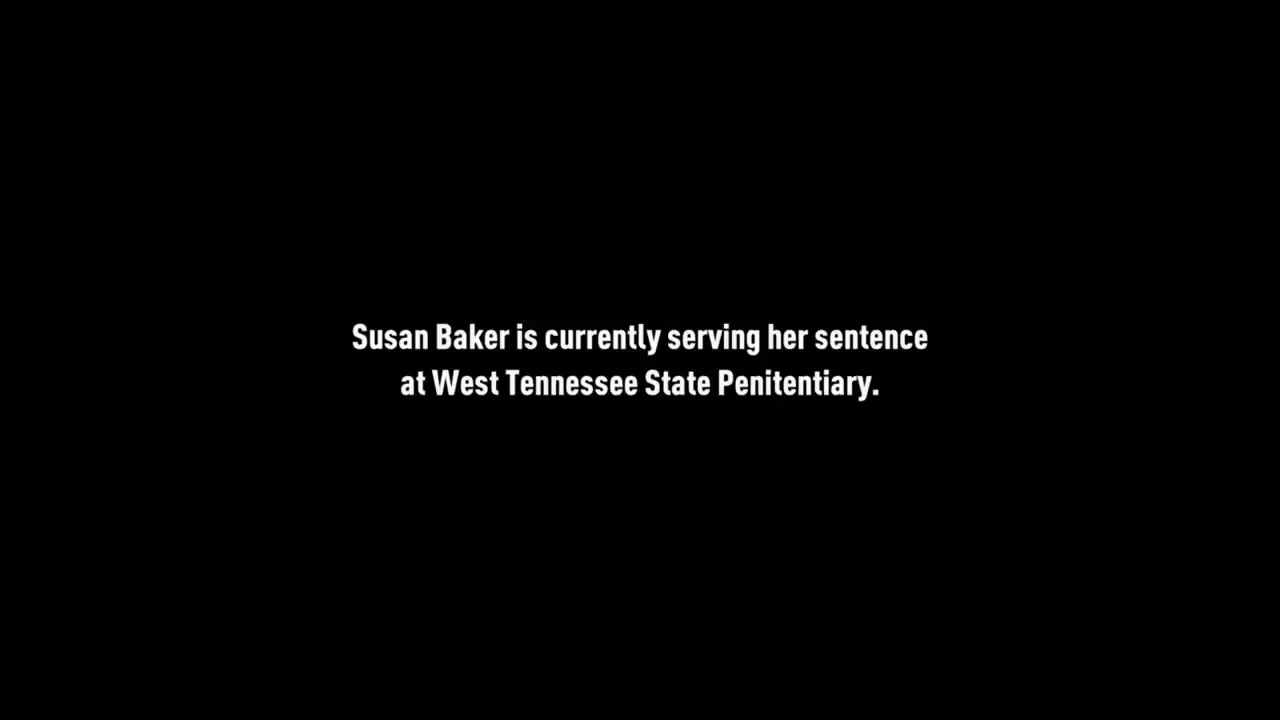 Susan Baker is currently serving her sentence
at West Tennessee State Penitentiary.